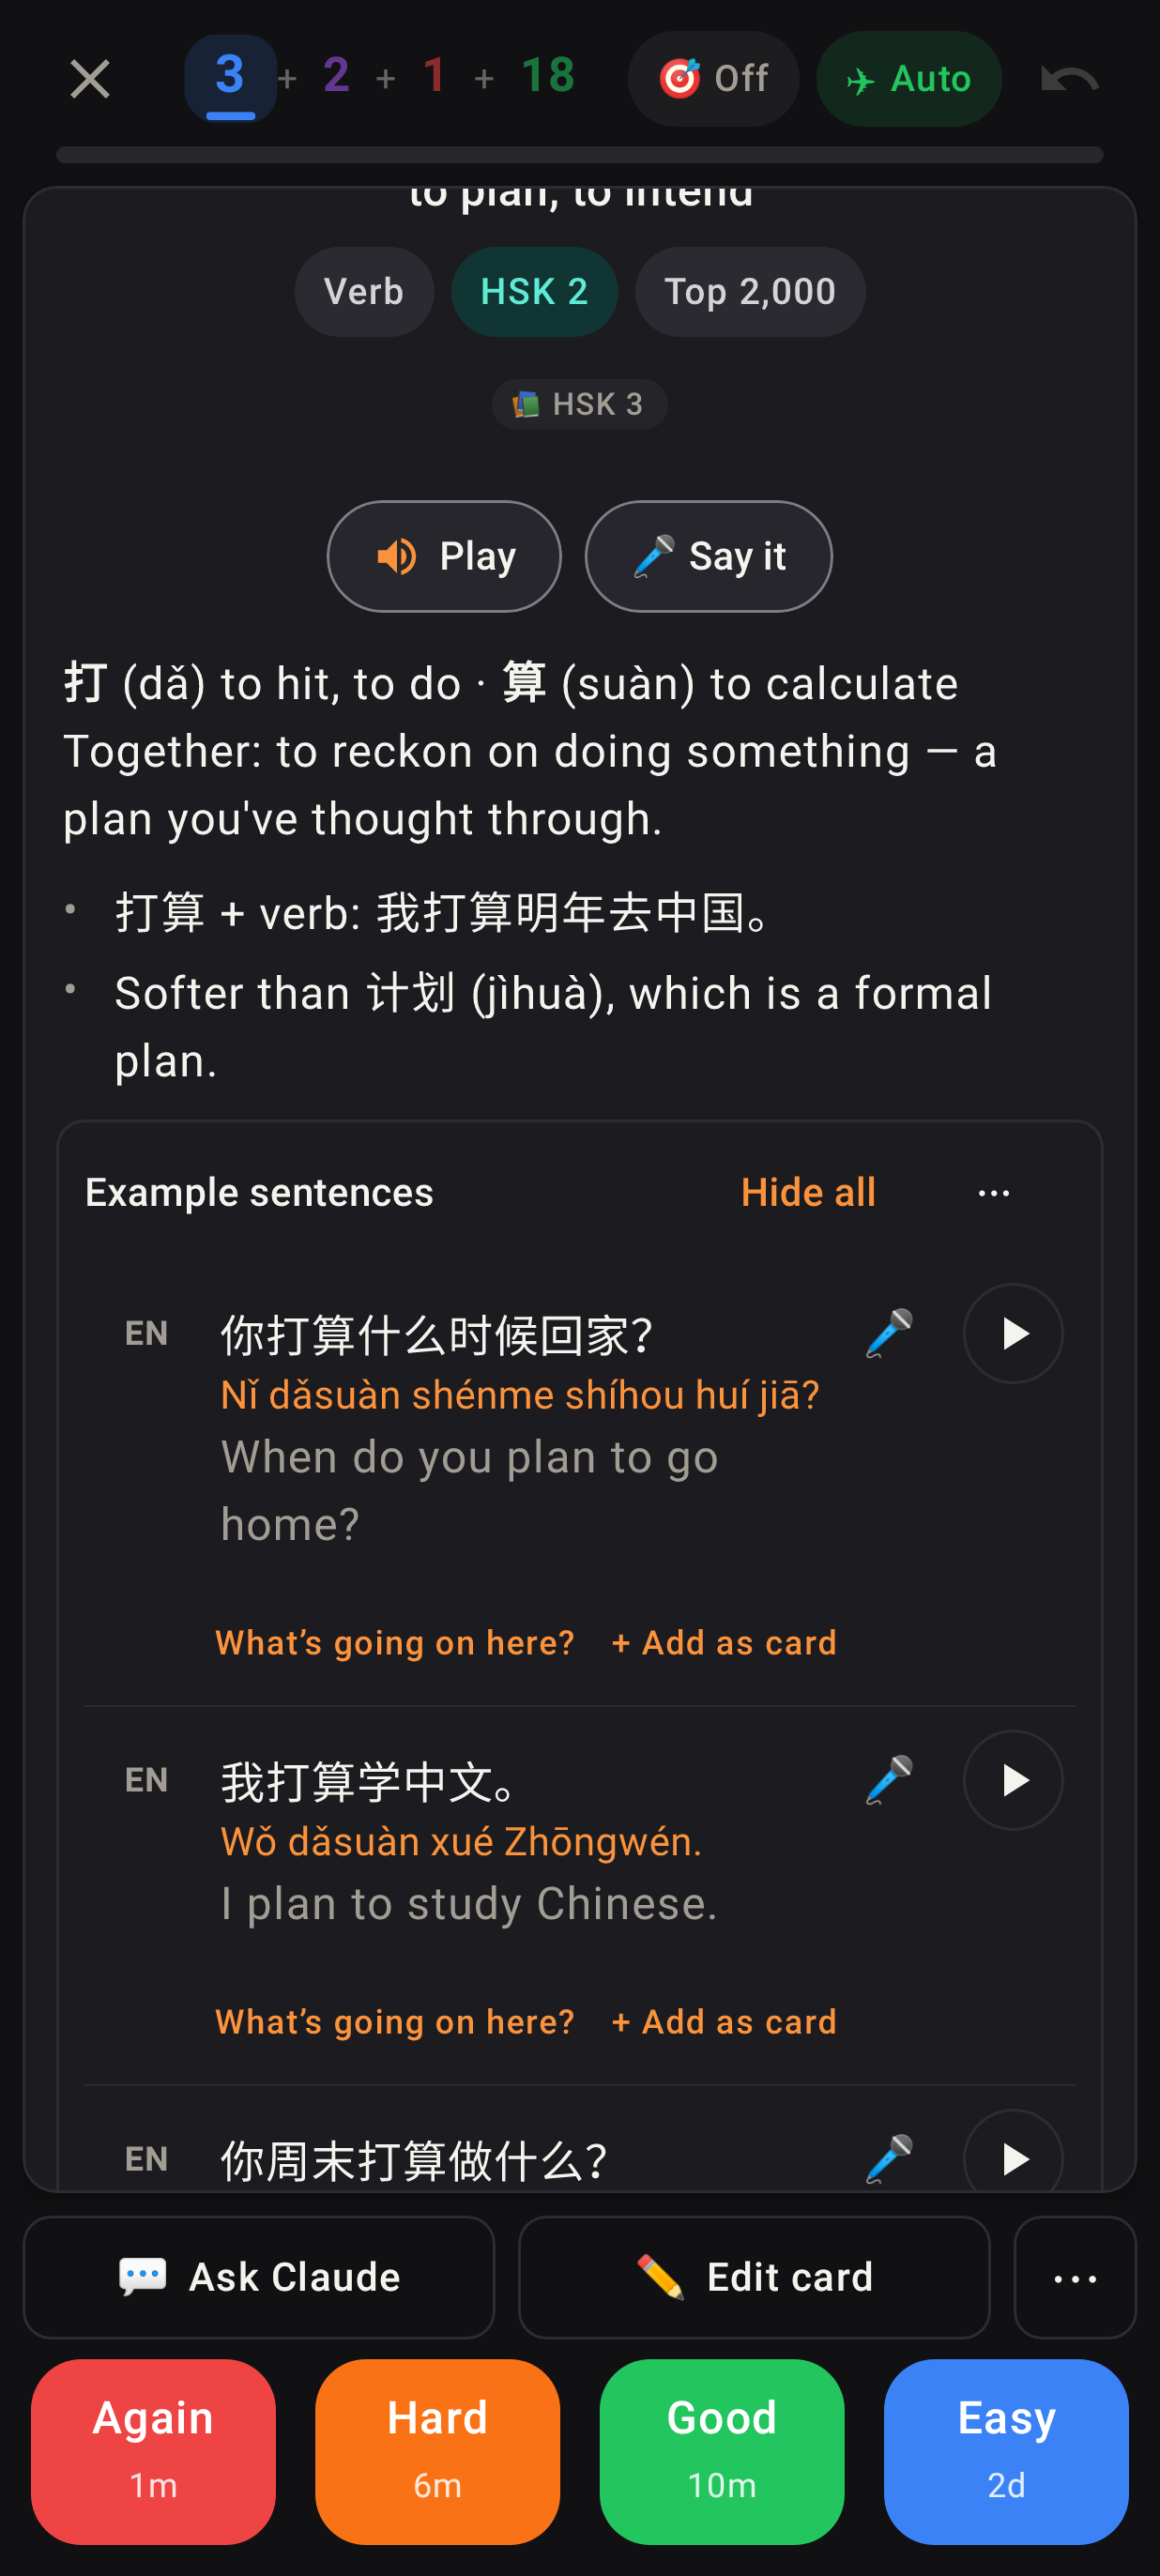 3 + 2 + 1 + 18
Off
Auto
to plan, to intend
Verb
HSK 2
Top 2,000
HSK 3
Play
Say it
打 (dǎ) to hit, to do · 算 (suàn) to calculate
Together: to reckon on doing something — a
plan you've thought through.
• 打算 + verb: 我打算明年去中国。
• Softer than 计划 (jìhuà), which is a formal
plan.
Example sentences
Hide all
EN
你打算什么时候回家？
Nǐ dǎsuàn shénme shíhou huí jiā?
When do you plan to go
home?
What’s going on here?
+ Add as card
EN
我打算学中文。
Wǒ dǎsuàn xué Zhōngwén.
I plan to study Chinese.
What’s going on here?
+ Add as card
EN
你周末打算做什么？
Ask Claude
Edit card
Again
1m
Hard
6m
Good
10m
Easy
2d